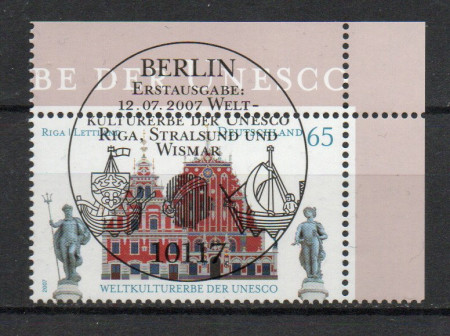 BE DER UNESCO
BERLIN
ERSTAUSGABE:
12.07.2007 WELT-
KULTURERBE DER UNESCO
RIGA, STRALSUND UND
WISMAR
10117
RIGA | LETTL
DEUTSCHLAND 65
WELTKULTURERBE DER UNESCO
2007